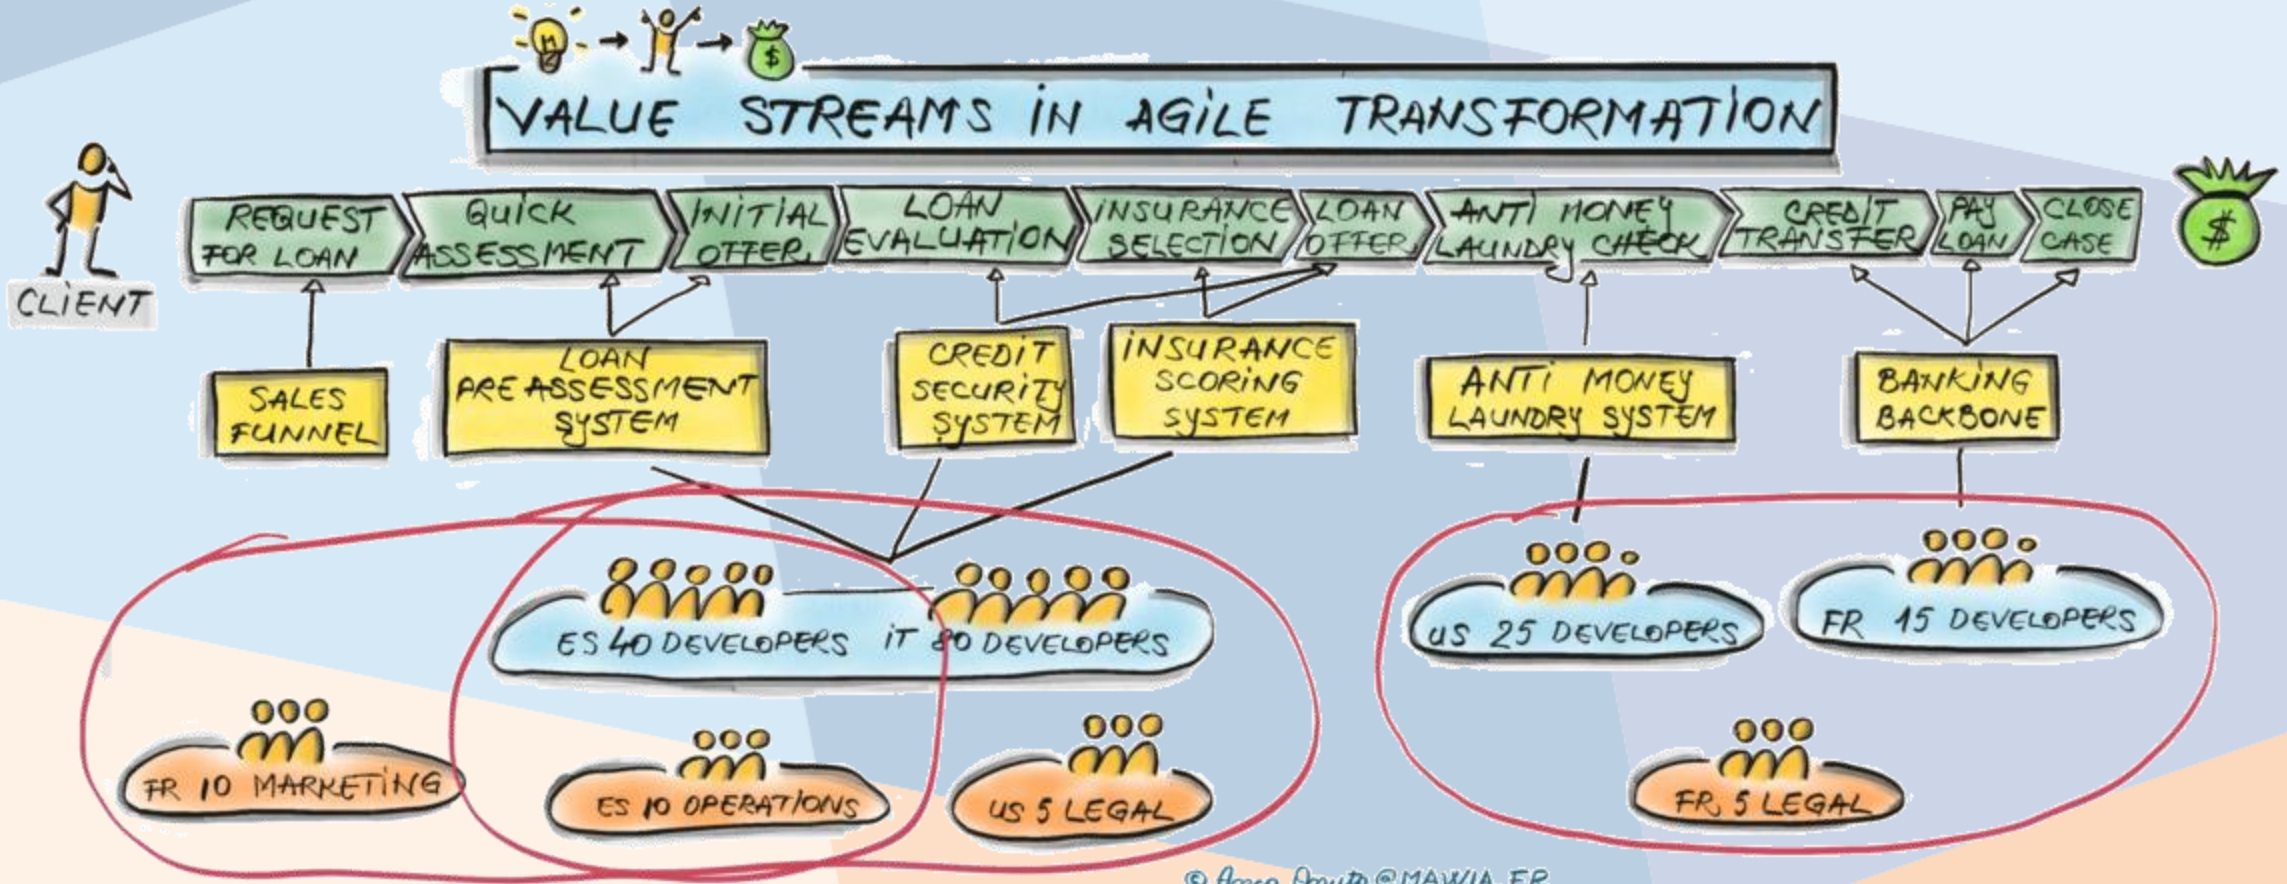 VALUE STREAMS iN AGiLE TRANSFORMATiON
CLiENT
REQUEST
FOR LOAN
QUiCK
ASSESSMENT
iNiTiAL
OFFER
LOAN
EVALUATiON
iNSURANCE
SELECTiON
LOAN
OFFER
ANTi MONEY
LAUNDRY CHECK
CREDiT
TRANSFER
PAY
LOAN
CLOSE
CASE
$
$
SALES
FUNNEL
LOAN
PRE ASSESSMENT
SYSTEM
CREDiT
SECURiTY
SYSTEM
iNSURANCE
SCORiNG
SYSTEM
ANTi MONEY
LAUNDRY SYSTEM
BANKiNG
BACKBONE
ES 40 DEVELOPERS iT 80 DEVELOPERS
US 25 DEVELOPERS
FR 15 DEVELOPERS
FR 10 MARKETiNG
ES 10 OPERATiONS
US 5 LEGAL
FR 5 LEGAL
©